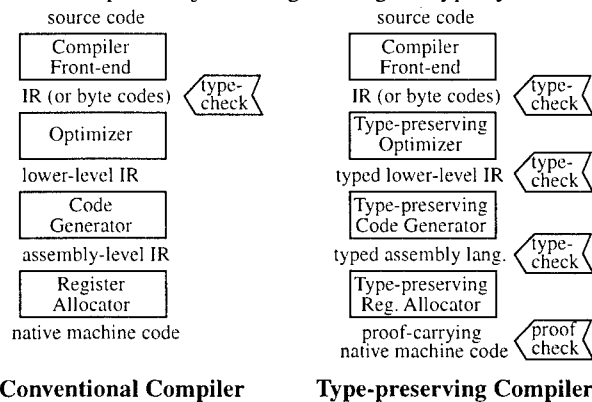 source code
Compiler
Front-end
IR (or byte codes)
type-
check
Optimizer
lower-level IR
Code
Generator
assembly-level IR
Register
Allocator
native machine code
Conventional Compiler
source code
Compiler
Front-end
IR (or byte codes)
type-
check
Type-preserving
Optimizer
typed lower-level IR
type-
check
Type-preserving
Code Generator
typed assembly lang.
type-
check
Type-preserving
Reg. Allocator
proof-carrying
native machine code
proof
check
Type-preserving Compiler